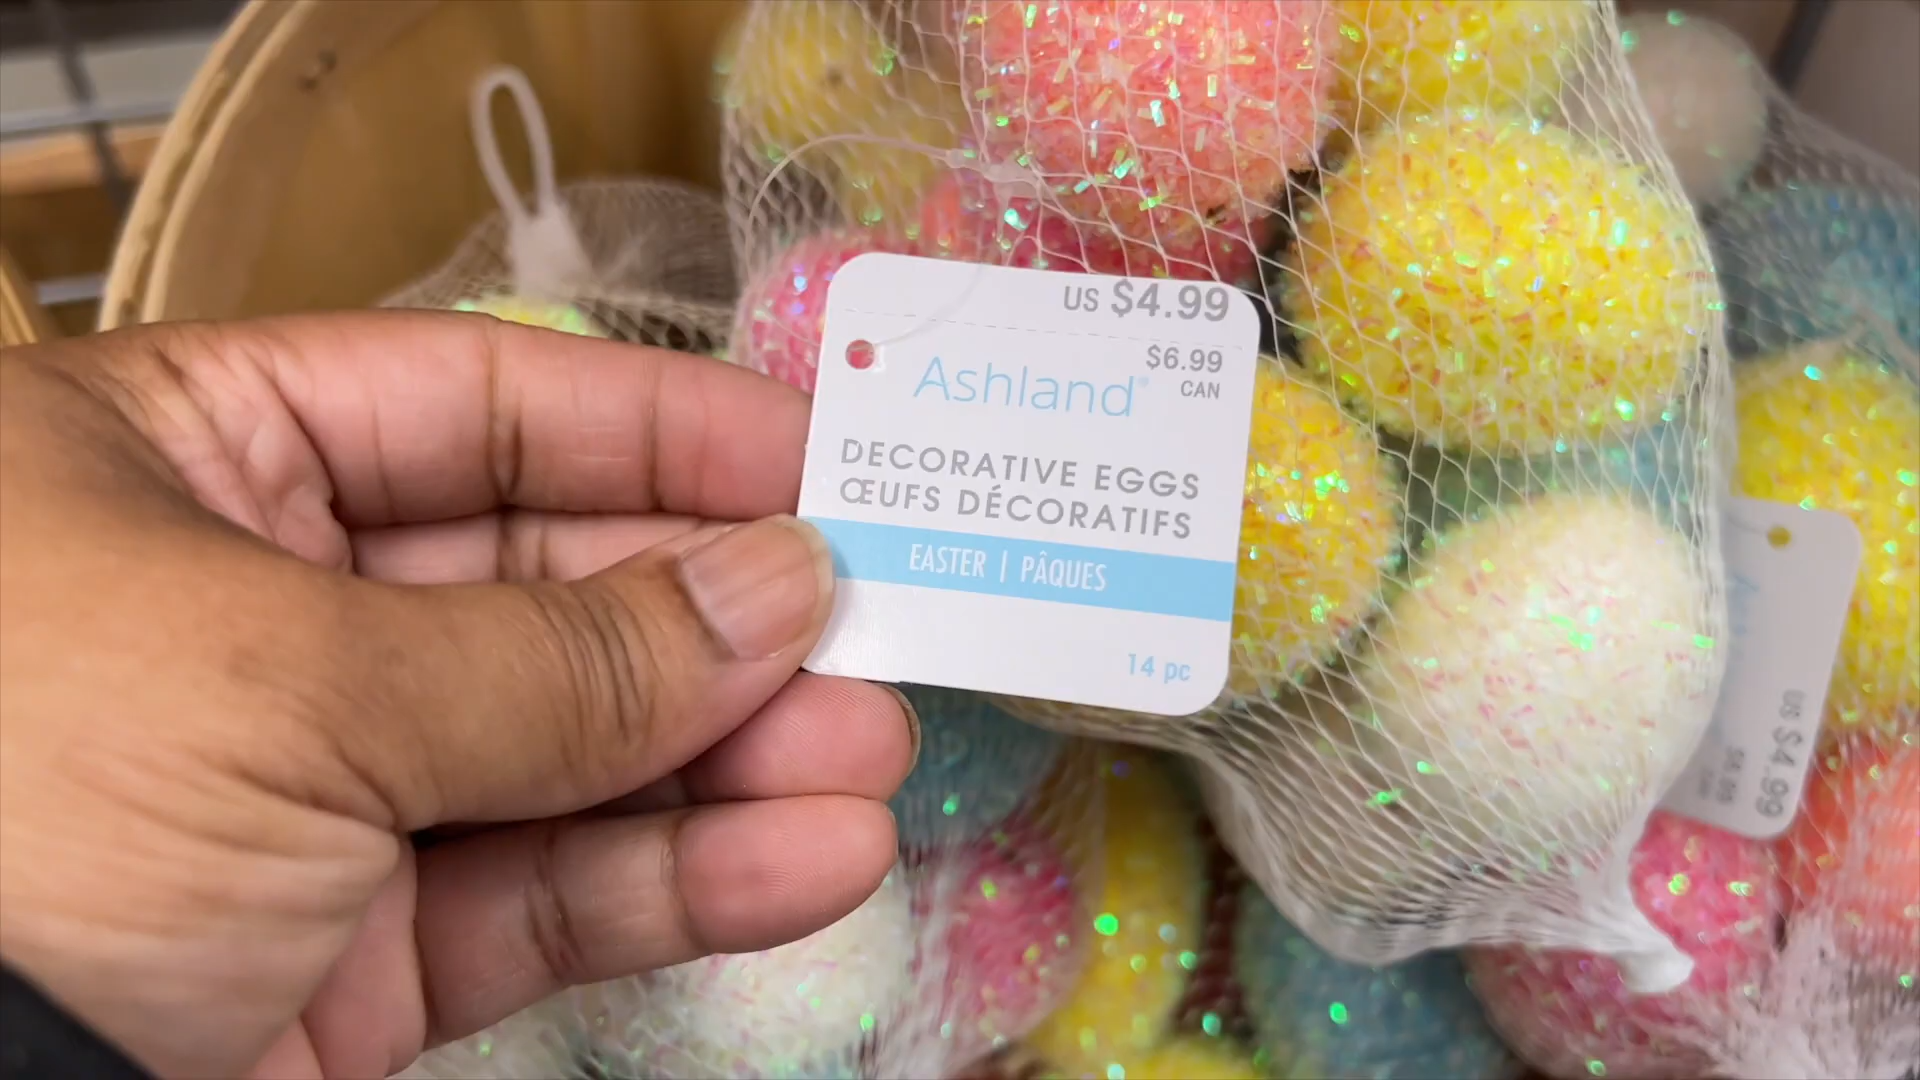 US $4.99
$6.99
CAN
Ashland®
DECORATIVE EGGS
ŒUFS DÉCORATIFS
EASTER | PÂQUES
14 pc
US $4.99